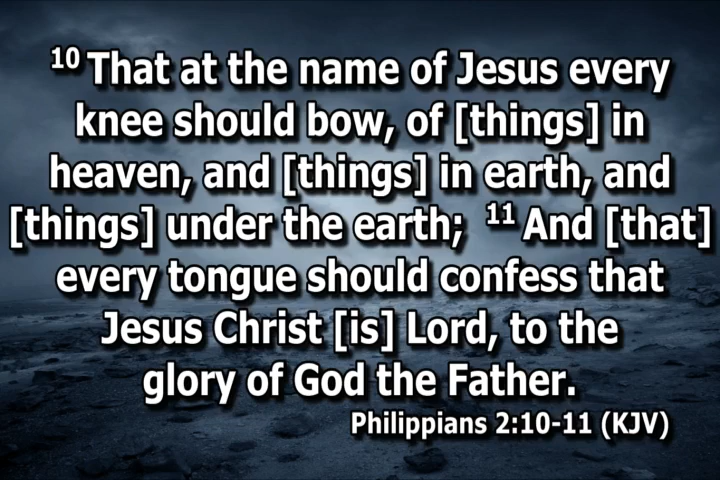 10 That at the name of Jesus every
knee should bow, of [things] in
heaven, and [things] in earth, and
[things] under the earth; 11 And [that]
every tongue should confess that
Jesus Christ [is] Lord, to the
glory of God the Father.
Philippians 2:10-11 (KJV)